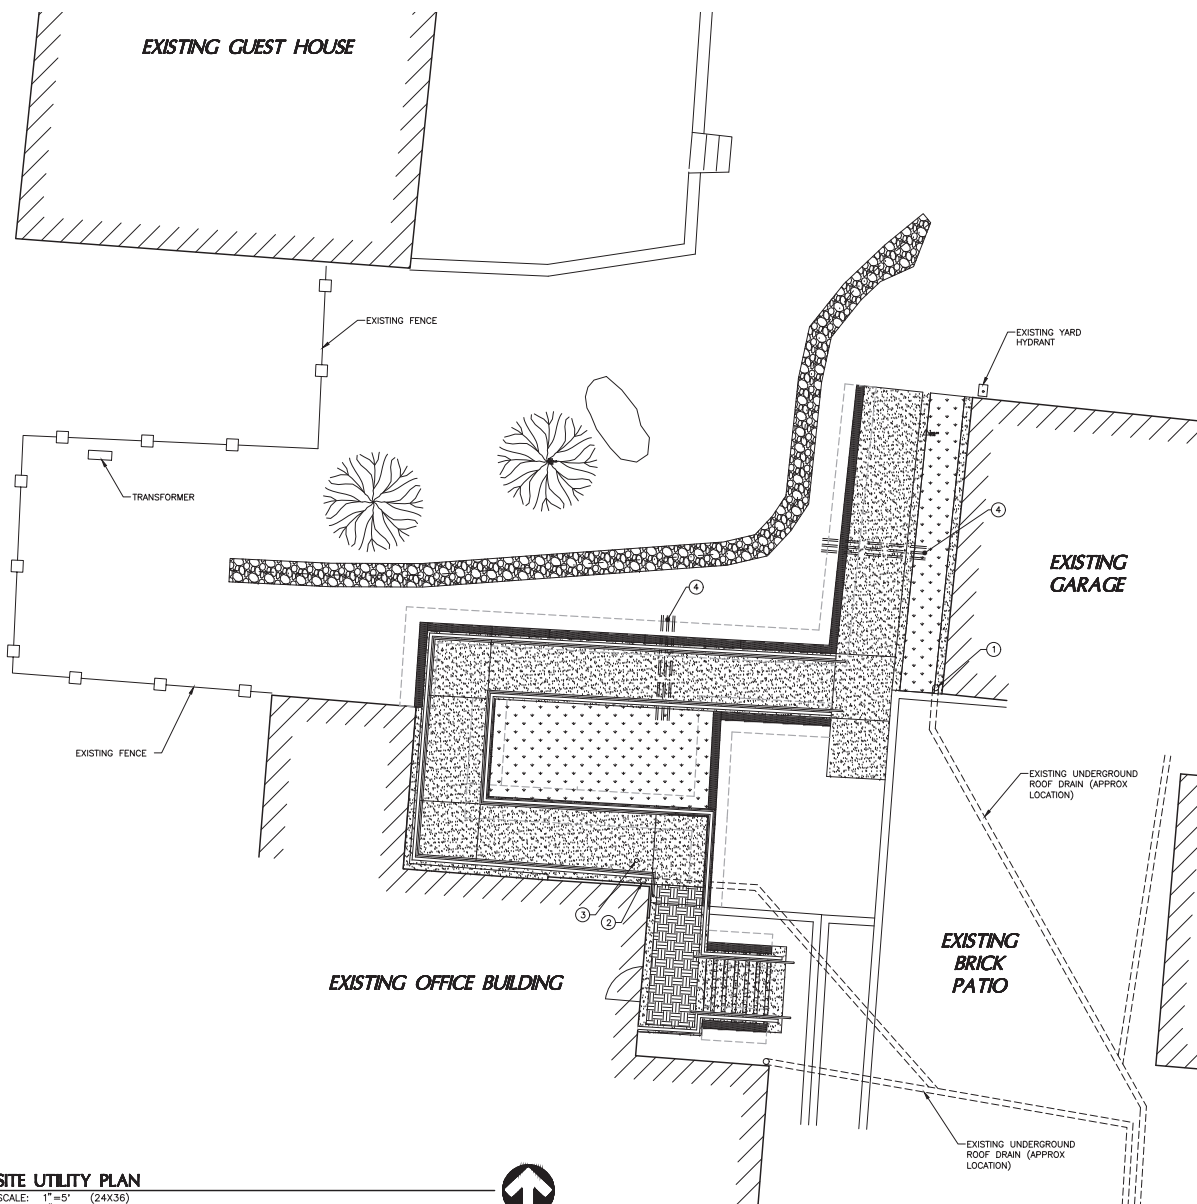 EXISTING GUEST HOUSE
EXISTING FENCE
EXISTING YARD
HYDRANT
TRANSFORMER
4
EXISTING
GARAGE
4
1
EXISTING FENCE
EXISTING UNDERGROUND
ROOF DRAIN (APPROX
LOCATION)
3
2
EXISTING
BRICK
PATIO
EXISTING OFFICE BUILDING
EXISTING UNDERGROUND
ROOF DRAIN (APPROX
LOCATION)
SITE UTILITY PLAN
SCALE: 1"=5' (24X36)